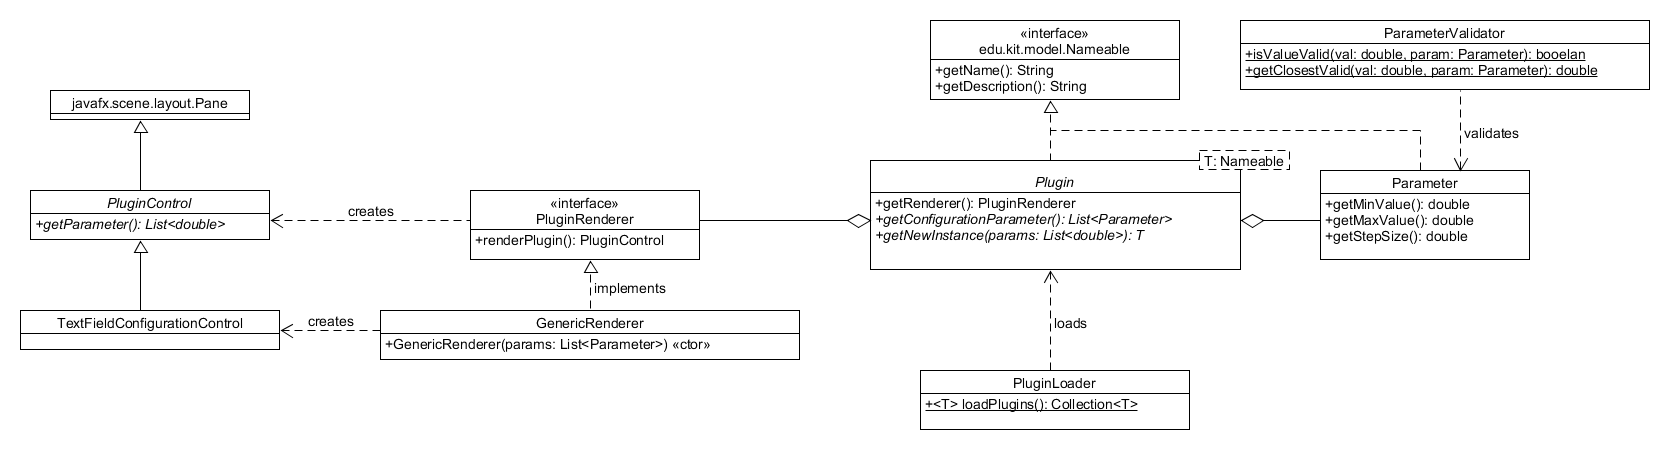 «interface»
edu.kit.model.Nameable
+getName(): String
+getDescription(): String
ParameterValidator
+isValueValid(val: double, param: Parameter): booelan
+getClosestValid(val: double, param: Parameter): double
javafx.scene.layout.Pane
validates
T: Nameable
PluginControl
+getParameter(): List<double>
creates
«interface»
PluginRenderer
+renderPlugin(): PluginControl
Plugin
+getRenderer(): PluginRenderer
+getConfigurationParameter(): List<Parameter>
+getNewInstance(params: List<double>): T
Parameter
+getMinValue(): double
+getMaxValue(): double
+getStepSize(): double
implements
TextFieldConfigurationControl
creates
GenericRenderer
+GenericRenderer(params: List<Parameter>) «ctor»
loads
PluginLoader
+<T> loadPlugins(): Collection<T>